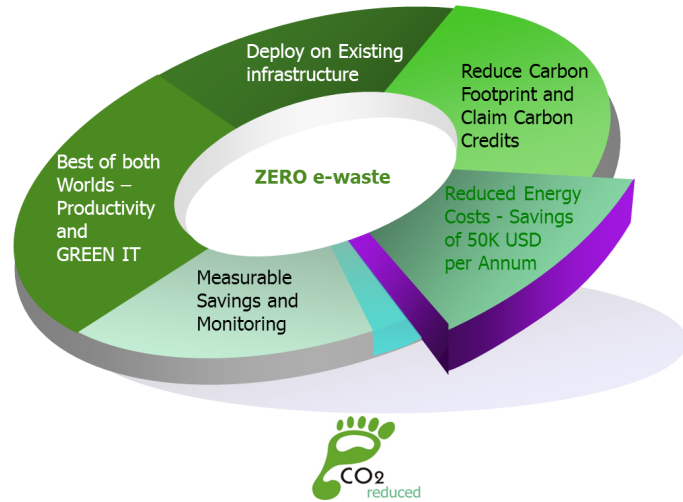 Deploy on Existing
infrastructure
Reduce Carbon
Footprint and
Claim Carbon
Credits
Best of both
Worlds –
Productivity
and
GREEN IT
ZERO e-waste
Reduced Energy
Costs - Savings
of 50K USD
per Annum
Measurable
Savings and
Monitoring
CO2
reduced